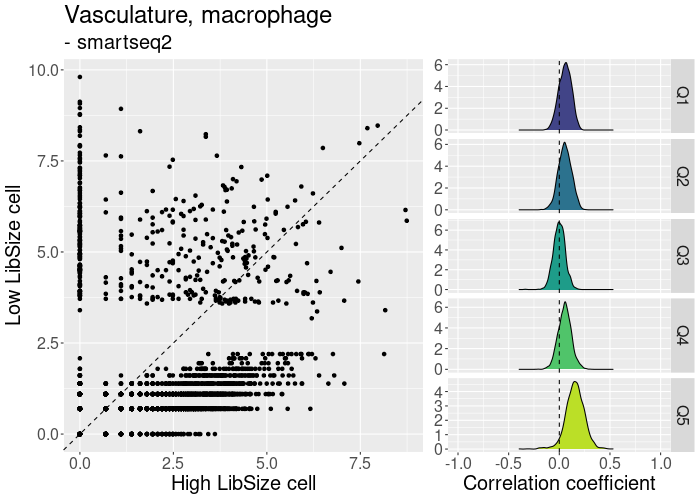 Vasculature, macrophage
- smartseq2
Low LibSize cell
10.0
7.5
5.0
2.5
0.0
0.0 2.5 5.0 7.5
High LibSize cell
6
4
2
0
Q1
6
4
2
0
Q2
6
4
2
0
Q3
6
4
2
0
Q4
4
3
2
1
0
Q5
-1.0 -0.5 0.0 0.5 1.0
Correlation coefficient